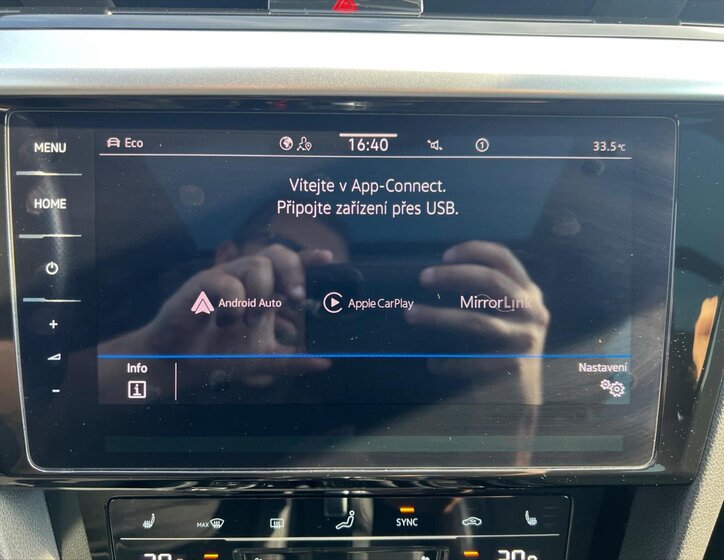 MENU
Eco
16:40
1
33.5°C
HOME
Vítejte v App-Connect.
Připojte zařízení přes USB.
Android Auto
Apple CarPlay
MirrorLink
+
-
Info
i
Nastavení
MAX
SYNC